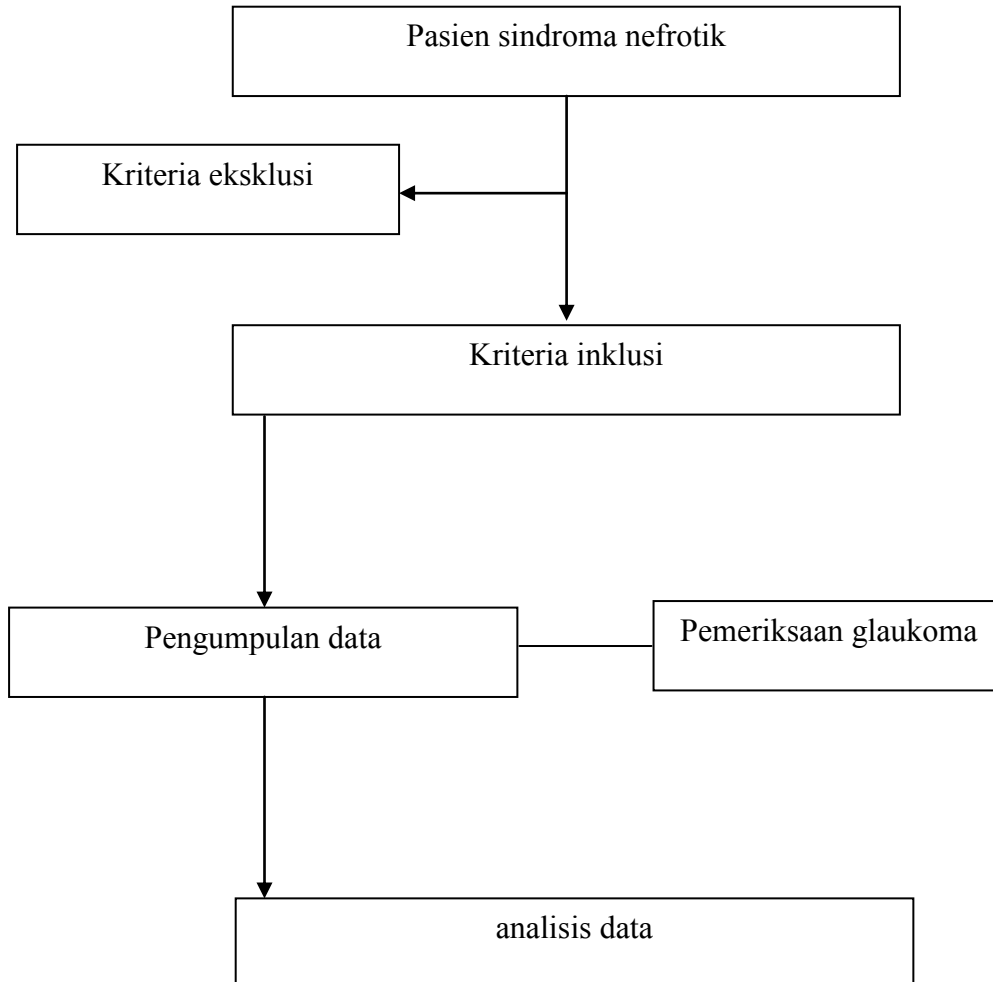 Pasien sindroma nefrotik
Kriteria eksklusi
Kriteria inklusi
Pengumpulan data
Pemeriksaan glaukoma
analisis data